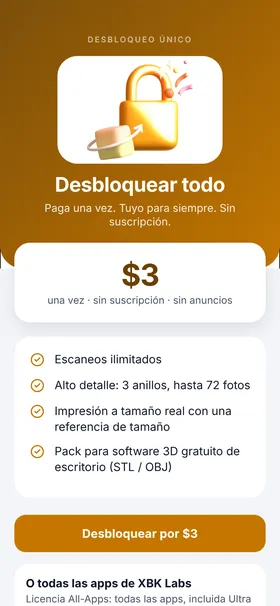 DESBLOQUEO ÚNICO
Desbloquear todo
Paga una vez. Tuyo para siempre. Sin
suscripción.
$3
una vez · sin suscripción · sin anuncios
Escaneos ilimitados
Alto detalle: 3 anillos, hasta 72 fotos
Impresión a tamaño real con una
referencia de tamaño
Pack para software 3D gratuito de
escritorio (STL / OBJ)
Desbloquear por $3
O todas las apps de XBK Labs
Licencia All-Apps: todas las apps, incluida Ultra